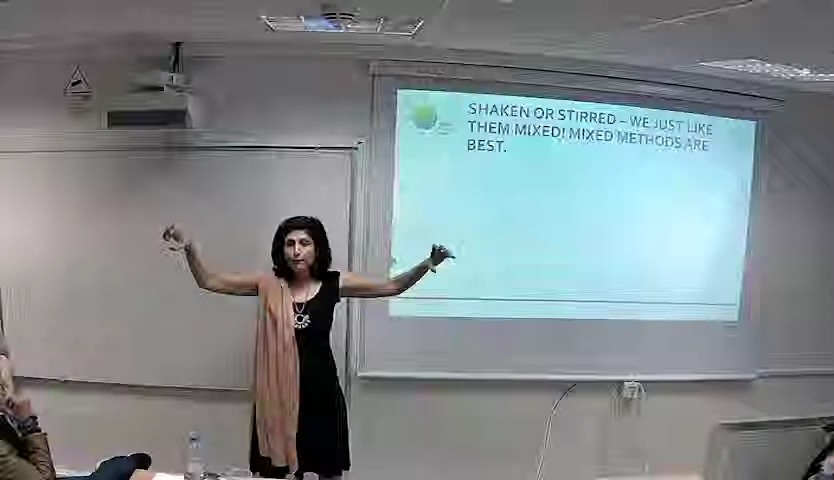 SHAKEN OR STIRRED – WE JUST LIKE
THEM MIXED! MIXED METHODS ARE
BEST.